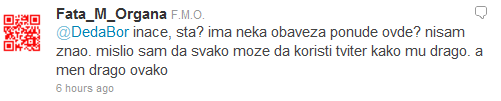 Fata_M_Organa F.M.O.
@DedaBor inace, sta? ima neka obaveza ponude ovde? nisam
znao. mislio sam da svako moze da koristi tviter kako mu drago. a
men drago ovako
6 hours ago